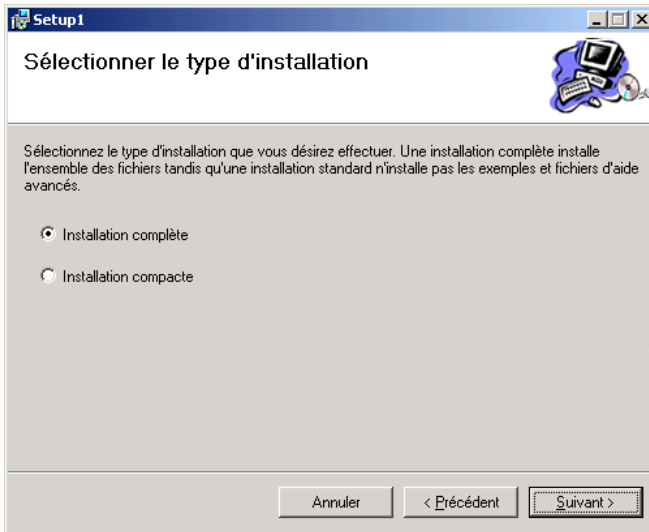 Setup1
Sélectionner le type d'installation
Sélectionnez le type d'installation que vous désirez effectuer. Une installation complète installe
l'ensemble des fichiers tandis qu'une installation standard n'installe pas les exemples et fichiers d'aide
avancés.
Installation complète
Installation compacte
Annuler
< Précédent
Suivant >